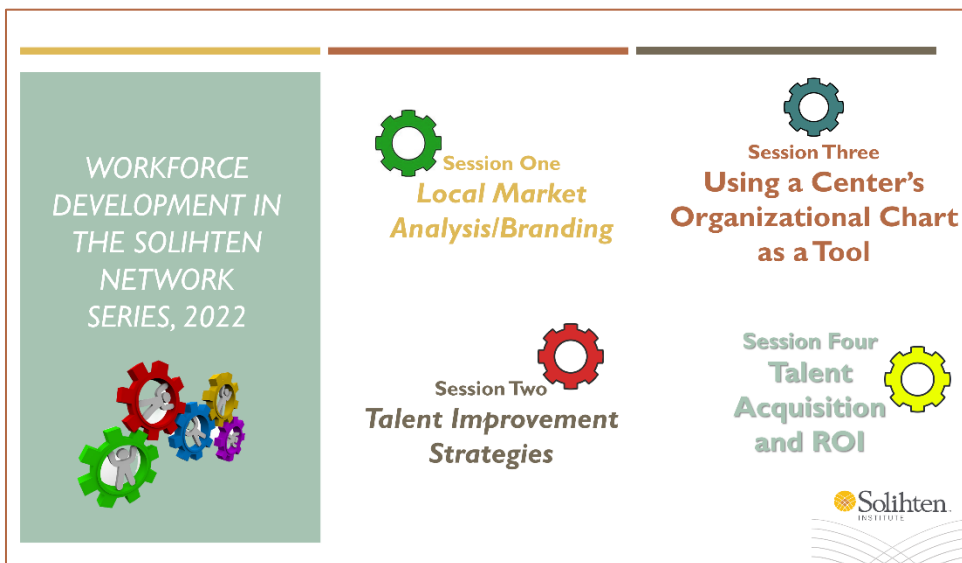 WORKFORCE
DEVELOPMENT IN
THE SOLIHTEN
NETWORK
SERIES, 2022
Session One
Local Market
Analysis/Branding
Session Two
Talent Improvement
Strategies
Session Three
Using a Center's
Organizational Chart
as a Tool
Session Four
Talent
Acquisition
and ROI
Solihten
INSTITUTE